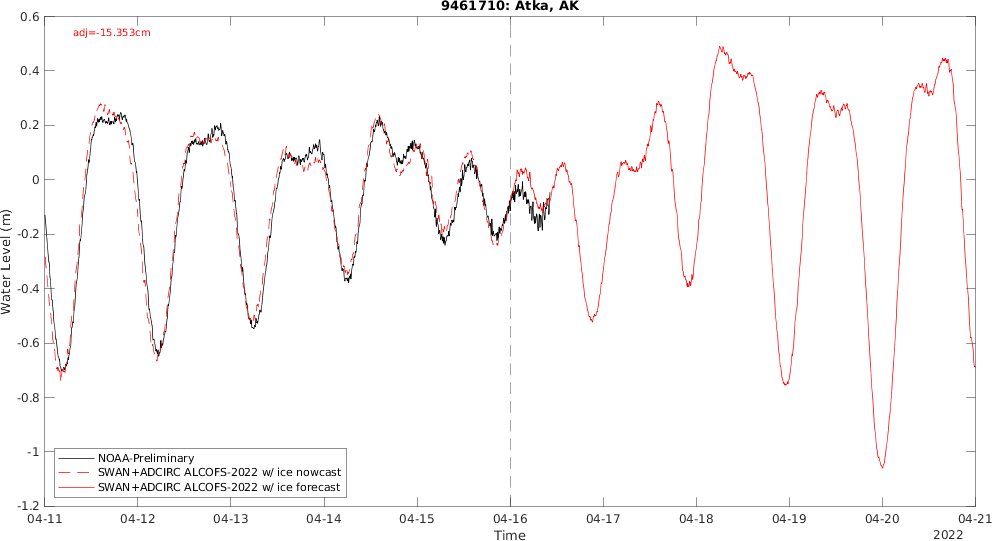 9461710: Atka, AK
adj=-15.353cm
0.6
0.4
0.2
0
-0.2
-0.4
-0.6
-0.8
-1
-1.2
Water Level (m)
NOAA-Preliminary
SWAN+ADCIRC ALCOFS-2022 w/ ice nowcast
SWAN+ADCIRC ALCOFS-2022 w/ ice forecast
04-11 04-12 04-13 04-14 04-15 04-16 04-17 04-18 04-19 04-20 04-21
Time
2022